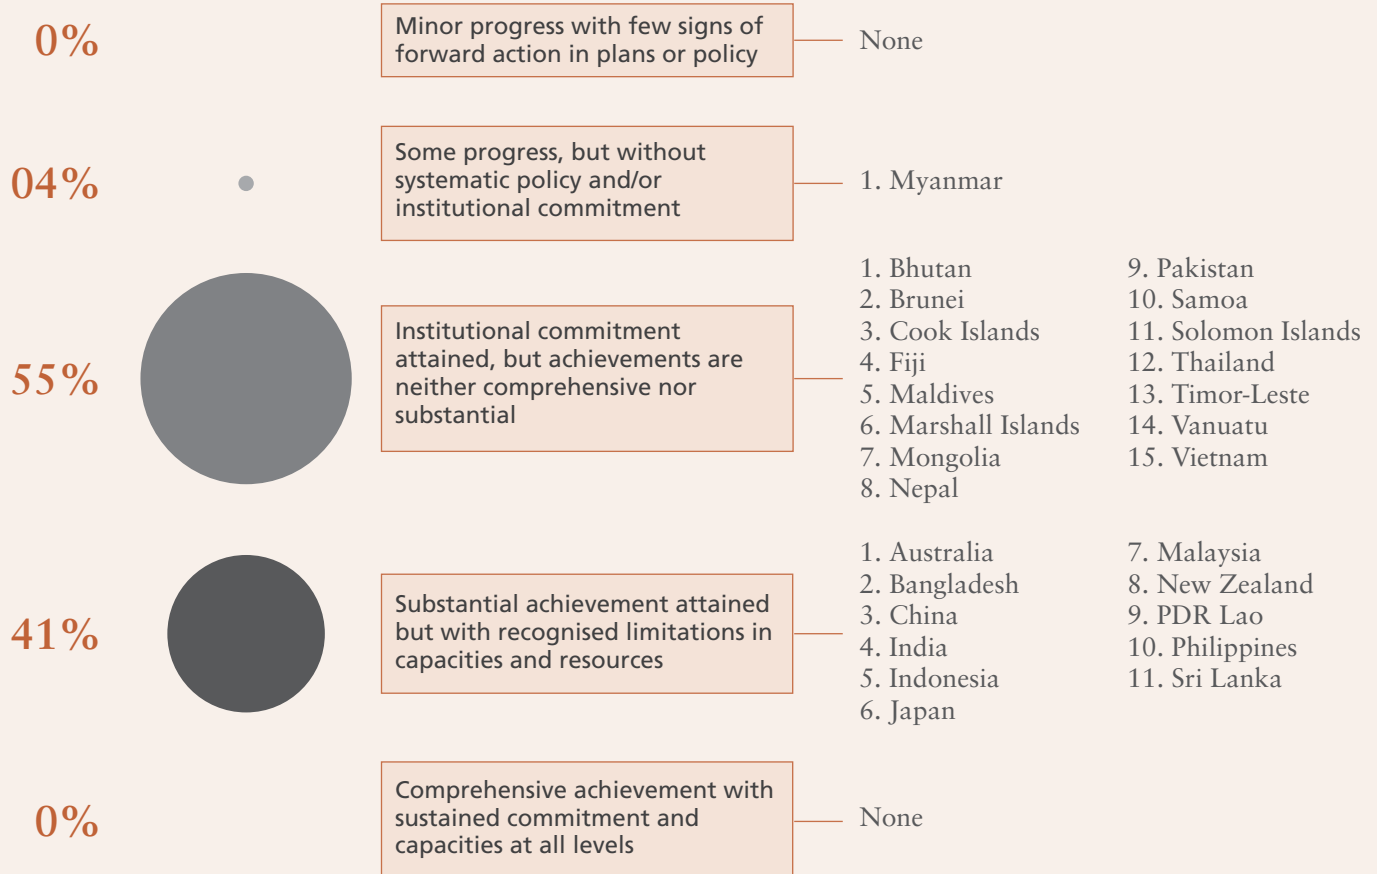 0%
Minor progress with few signs of
forward action in plans or policy
None
04%
Some progress, but without
systematic policy and/or
institutional commitment
1. Myanmar
55%
Institutional commitment
attained, but achievements are
neither comprehensive nor
substantial
1. Bhutan
2. Brunei
3. Cook Islands
4. Fiji
5. Maldives
6. Marshall Islands
7. Mongolia
8. Nepal
9. Pakistan
10. Samoa
11. Solomon Islands
12. Thailand
13. Timor-Leste
14. Vanuatu
15. Vietnam
41%
Substantial achievement attained
but with recognised limitations in
capacities and resources
1. Australia
2. Bangladesh
3. China
4. India
5. Indonesia
6. Japan
7. Malaysia
8. New Zealand
9. PDR Lao
10. Philippines
11. Sri Lanka
0%
Comprehensive achievement with
sustained commitment and
capacities at all levels
None